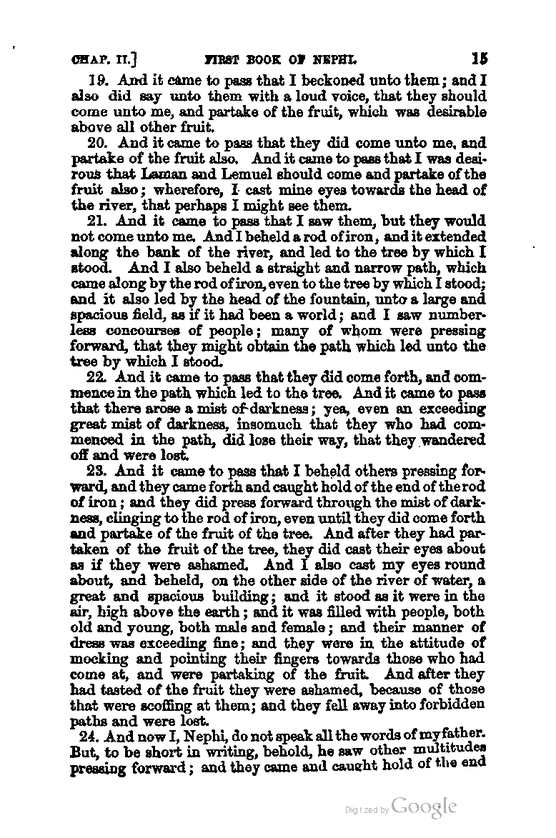 CHAP. II.] FIRST BOOK OF NEPHI. 15
19. And it came to pass that I beckoned unto them; and I
also did say unto them with a loud voice, that they should
come unto me, and partake of the fruit, which was desirable
above all other fruit.
20. And it came to pass that they did come unto me, and
partake of the fruit also. And it came to pass that I was desi-
rous that Laman and Lemuel should come and partake of the
fruit also; wherefore, I cast mine eyes towards the head of
the river, that perhaps I might see them.
21. And it came to pass that I saw them, but they would
not come unto me. And I beheld a rod of iron, and it extended
along the bank of the river, and led to the tree by which I
stood. And I also beheld a straight and narrow path, which
came along by the rod of iron, even to the tree by which I stood;
and it also led by the head of the fountain, unto a large and
spacious field, as if it had been a world; and I saw number-
less concourses of people; many of whom were pressing
forward, that they might obtain the path which led unto the
tree by which I stood.
22. And it came to pass that they did come forth, and com-
mence in the path which led to the tree. And it came to pass
that there arose a mist of darkness; yea, even an exceeding
great mist of darkness, insomuch that they who had com-
menced in the path, did lose their way, that they wandered
off and were lost.
23. And it came to pass that I beheld others pressing for-
ward, and they came forth and caught hold of the end of the rod
of iron; and they did press forward through the mist of dark-
ness, clinging to the rod of iron, even until they did come forth
and partake of the fruit of the tree. And after they had par-
taken of the fruit of the tree, they did cast their eyes about
as if they were ashamed. And I also cast my eyes round
about, and beheld, on the other side of the river of water, a
great and spacious building; and it stood as it were in the
air, high above the earth; and it was filled with people, both
old and young, both male and female; and their manner of
dress was exceeding fine; and they were in the attitude of
mocking and pointing their fingers towards those who had
come at, and were partaking of the fruit. And after they
had tasted of the fruit they were ashamed, because of those
that were scoffing at them; and they fell away into forbidden
paths and were lost.
24. And now I, Nephi, do not speak all the words of my father.
But, to be short in writing, behold, he saw other multitudes
pressing forward; and they came and caught hold of the end
Digitized by Google